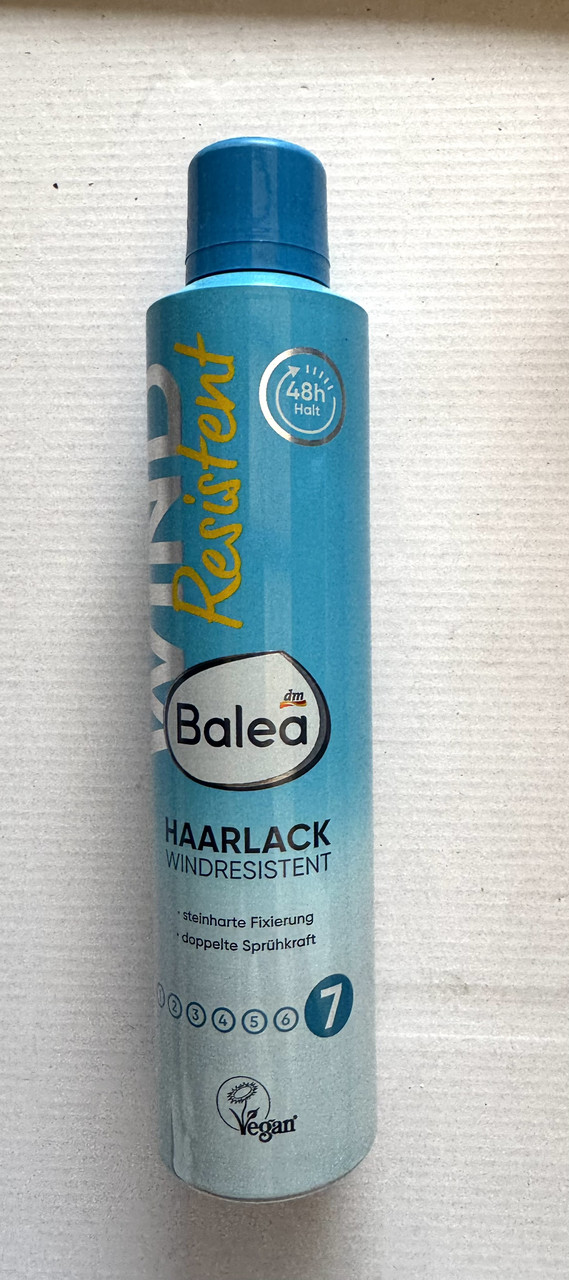 WIND
Resistent
48h
Halt
dm
Balea
HAARLACK
WINDRESISTENT
· steinharte Fixierung
· doppelte Sprühkraft
1 2 3 4 5 6 7
Vegan